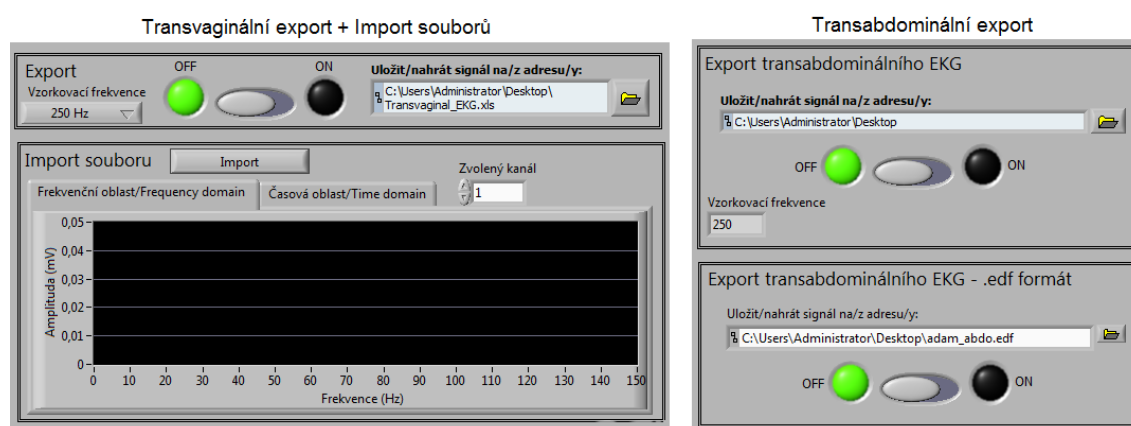 Transvaginální export + Import souborů
Export
OFF
ON
Vzorkovací frekvence
250 Hz
Uložit/nahrát signál na/z adresu/y:
C:\Users\Administrator\Desktop\
Transvaginal_EKG.xls
Import souboru
Import
Zvolený kanál
1
Frekvenční oblast/Frequency domain
Časová oblast/Time domain
Amplituda (mV)
0,05
0,04
0,03
0,02
0,01
0
0 10 20 30 40 50 60 70 80 90 100 110 120 130 140 150
Frekvence (Hz)
Transabdominální export
Export transabdominálního EKG
Uložit/nahrát signál na/z adresu/y:
C:\Users\Administrator\Desktop
OFF
ON
Vzorkovací frekvence
250
Export transabdominálního EKG - .edf formát
Uložit/nahrát signál na/z adresu/y:
C:\Users\Administrator\Desktop\adam_abdo.edf
OFF
ON